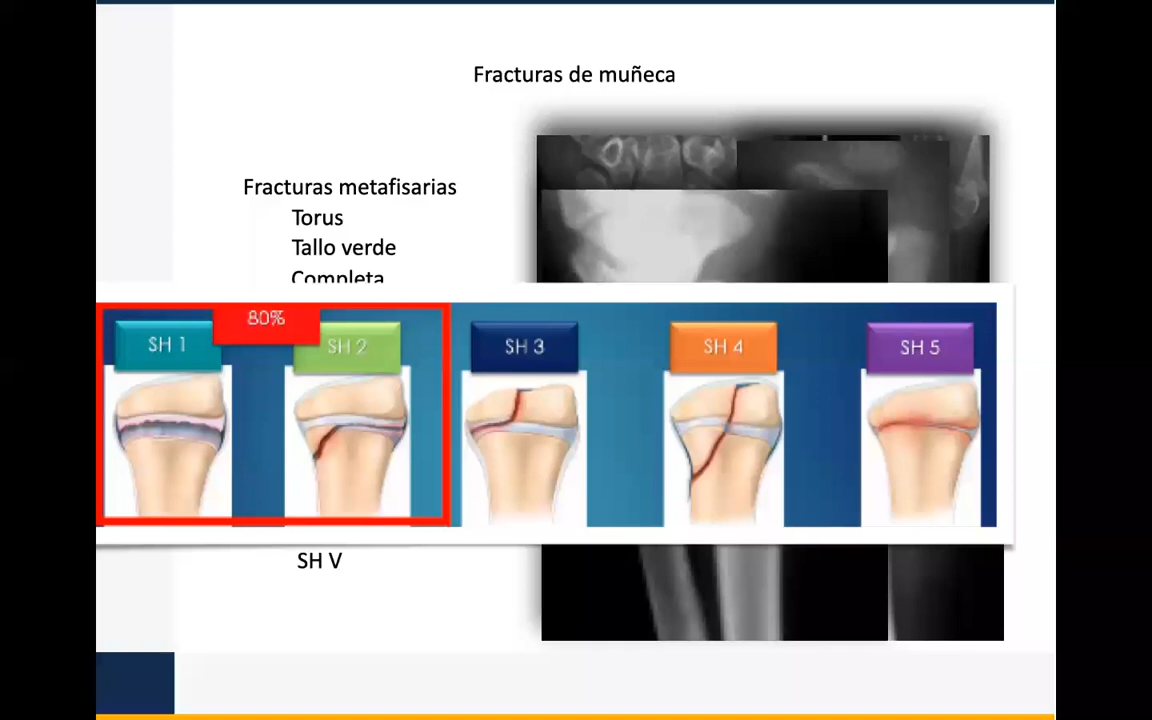 Fracturas de muñeca
Fracturas metafisarias
Torus
Tallo verde
Completa
80%
SH 1
SH 2
SH 3
SH 4
SH 5
SH V